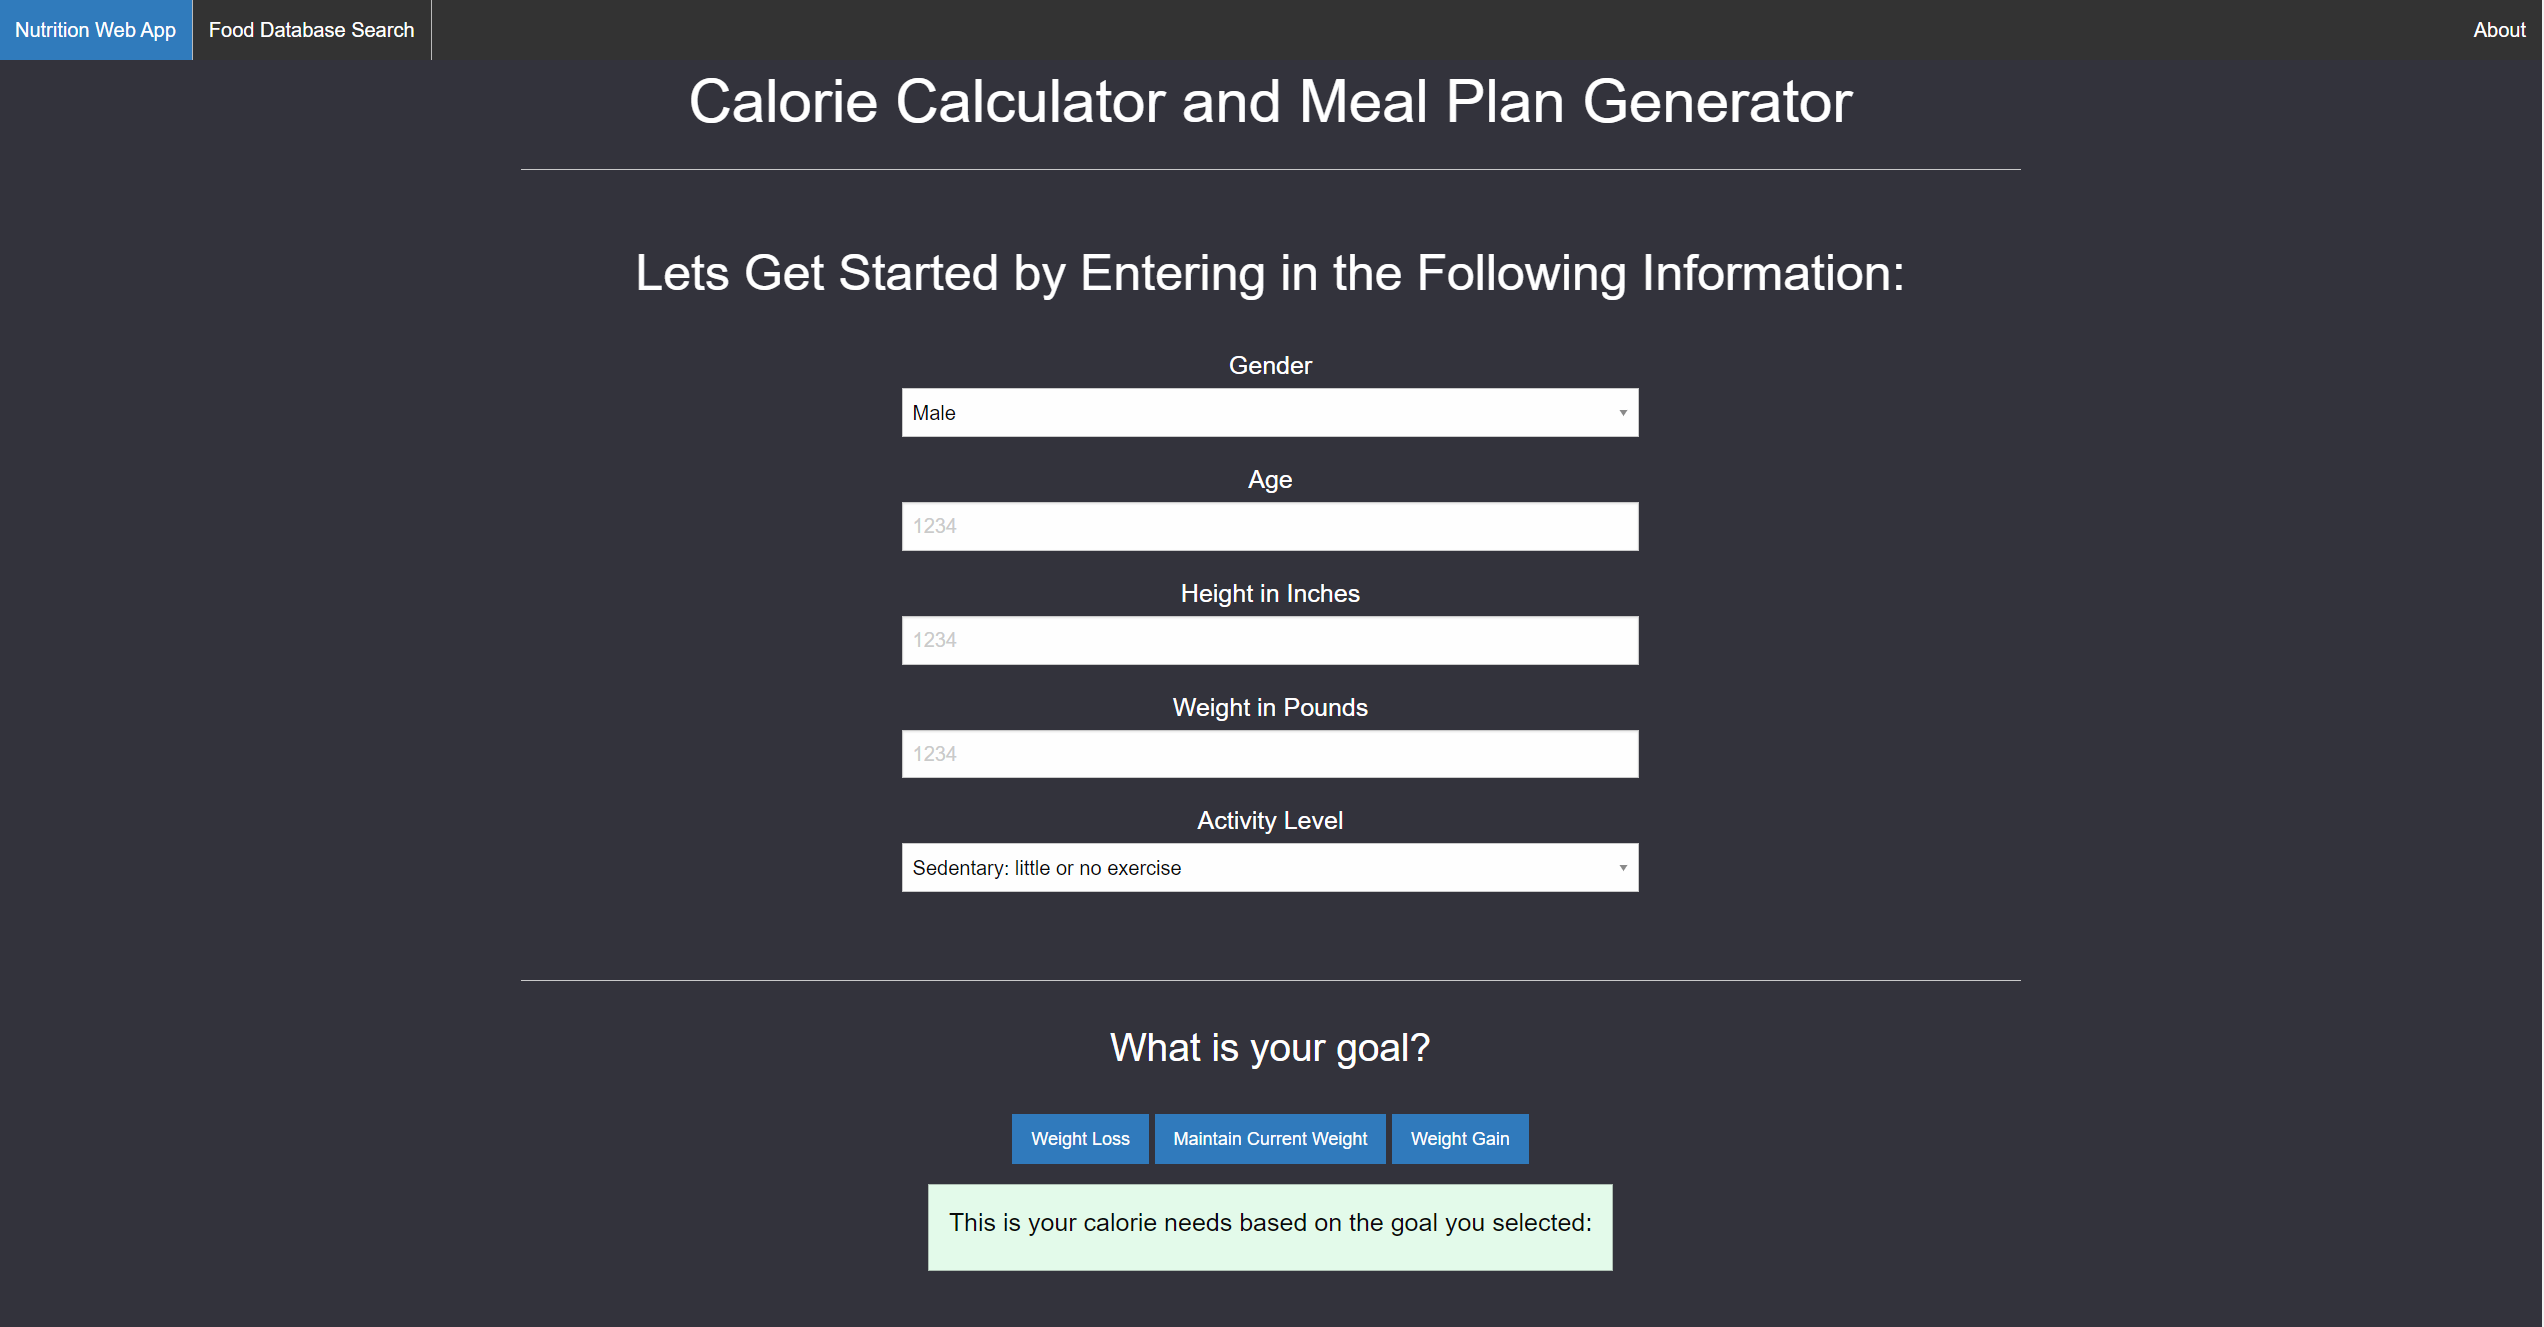 Nutrition Web App
Food Database Search
About
Calorie Calculator and Meal Plan Generator
Lets Get Started by Entering in the Following Information:
Gender
Male
Age
1234
Height in Inches
1234
Weight in Pounds
1234
Activity Level
Sedentary: little or no exercise
What is your goal?
Weight Loss
Maintain Current Weight
Weight Gain
This is your calorie needs based on the goal you selected: